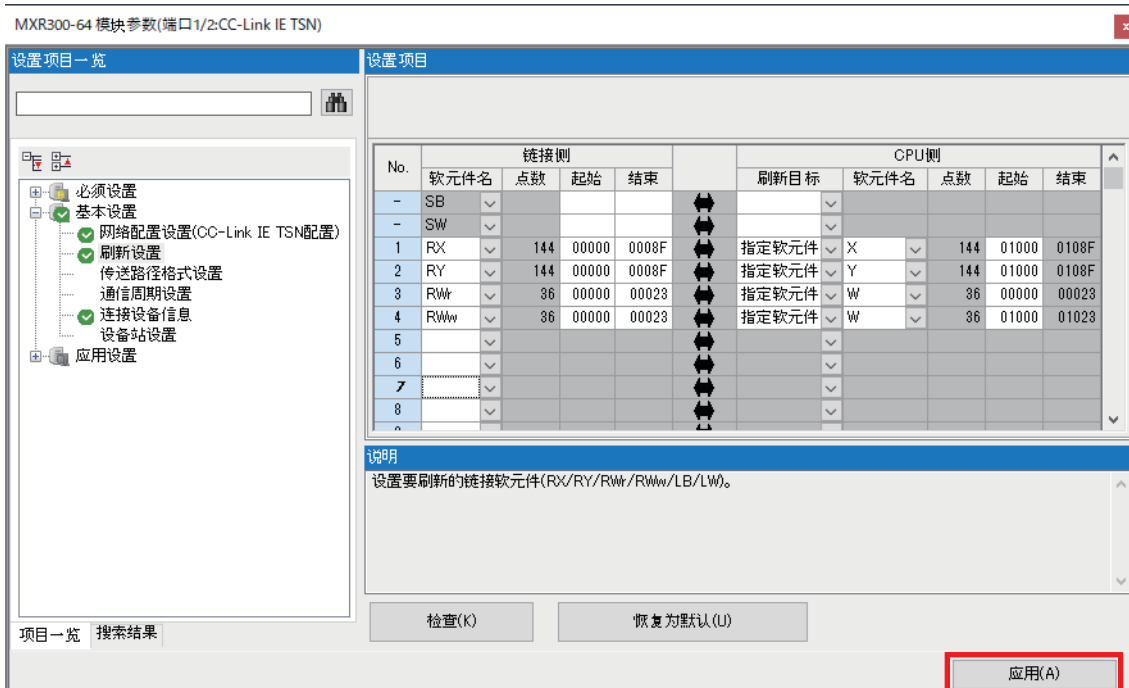 MXR300-64 模块参数(端口1/2:CC-Link IE TSN)
x
设置项目一览
必须设置
基本设置
网络配置设置(CC-Link IE TSN配置)
刷新设置
传送路径格式设置
通信周期设置
连接设备信息
设备站设置
应用设置
项目一览 搜索结果
设置项目
No. 链接侧 CPU侧
软元件名 点数 起始 结束 刷新目标 软元件名 点数 起始 结束
- SB
- SW
1 RX 144 00000 0008F 指定软元件 X 144 01000 0108F
2 RY 144 00000 0008F 指定软元件 Y 144 01000 0108F
3 RWr 36 00000 00023 指定软元件 W 36 00000 00023
4 RWw 36 00000 00023 指定软元件 W 36 01000 01023
5
6
7
8
说明
设置要刷新的链接软元件(RX/RY/RWr/RWw/LB/LW)。
检查(K) 恢复为默认(U)
应用(A)